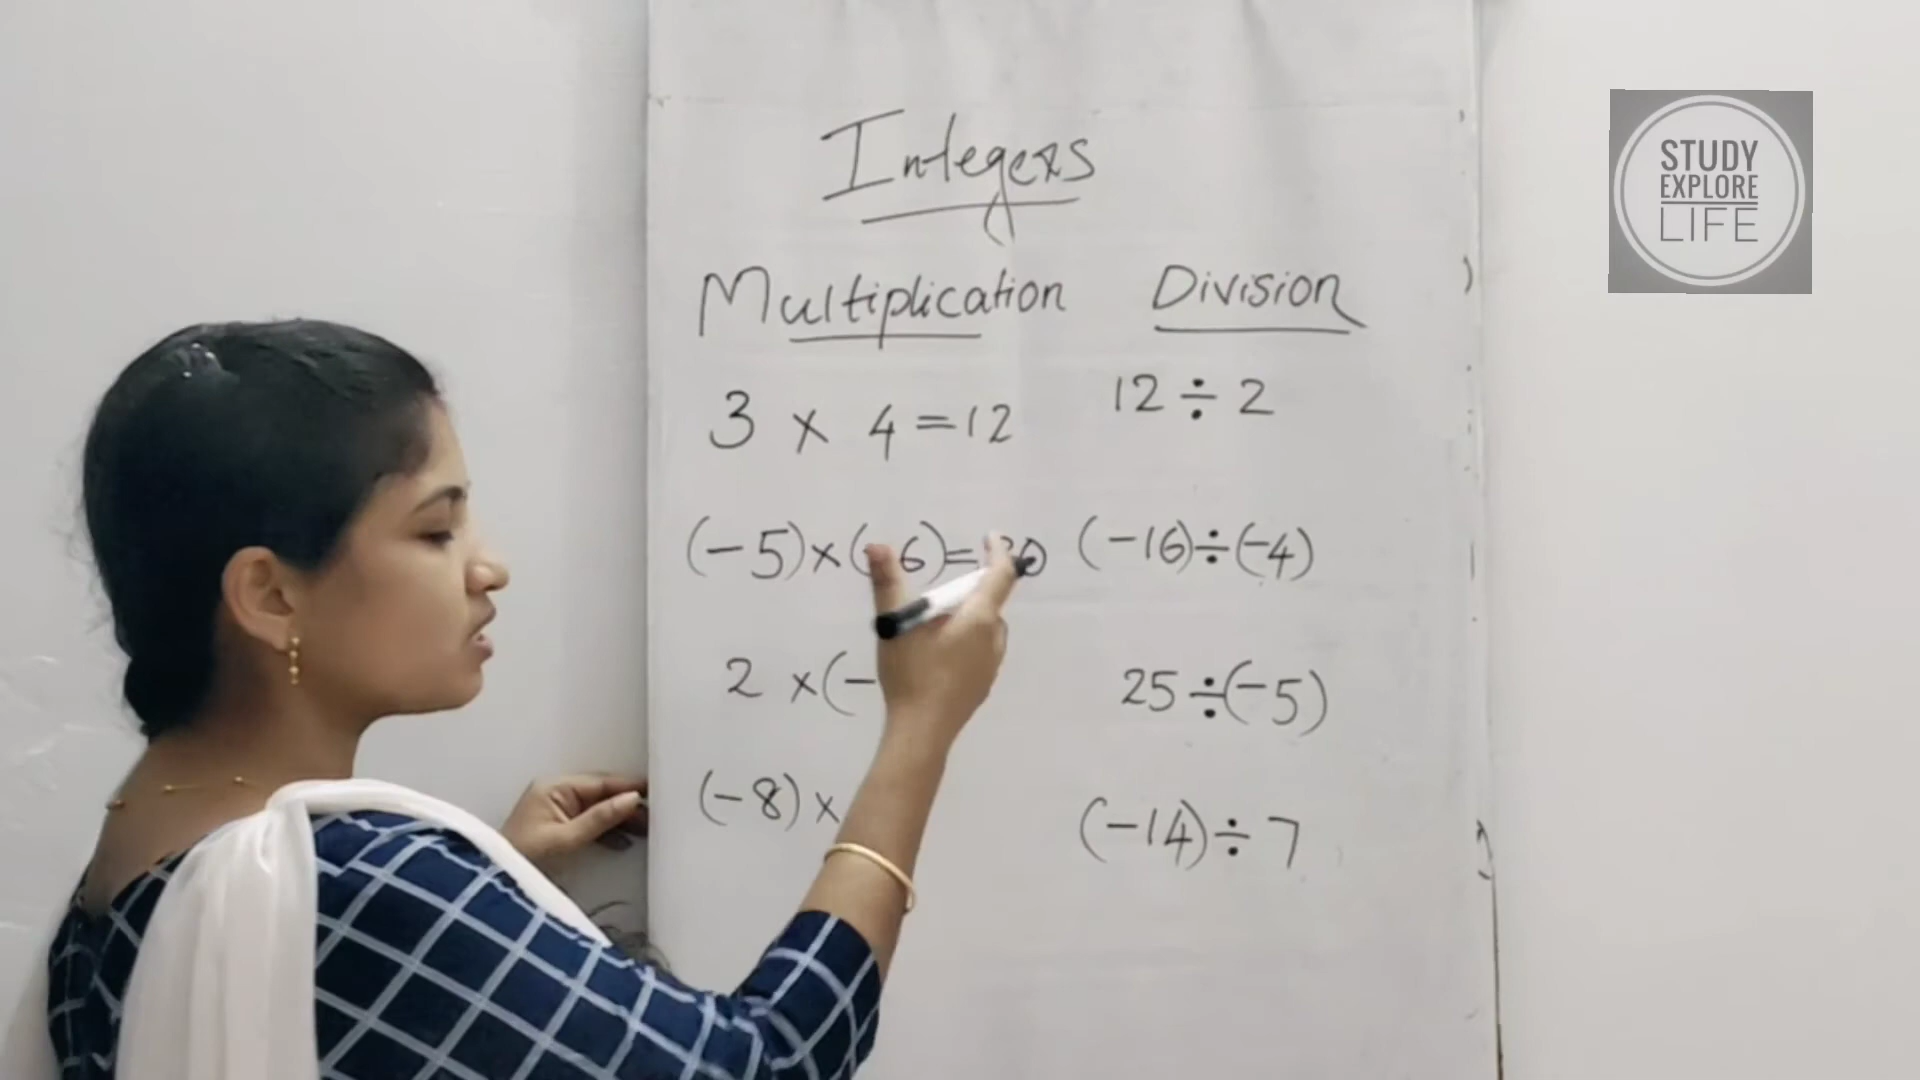 Integers
Multiplication
Division
3 × 4 = 12
12 ÷ 2
(-5) × (-6) = 30
(-16) ÷ (-4)
2 × (-
25 ÷ (-5)
(-8) ×
(-14) ÷ 7
STUDY
EXPLORE
LIFE